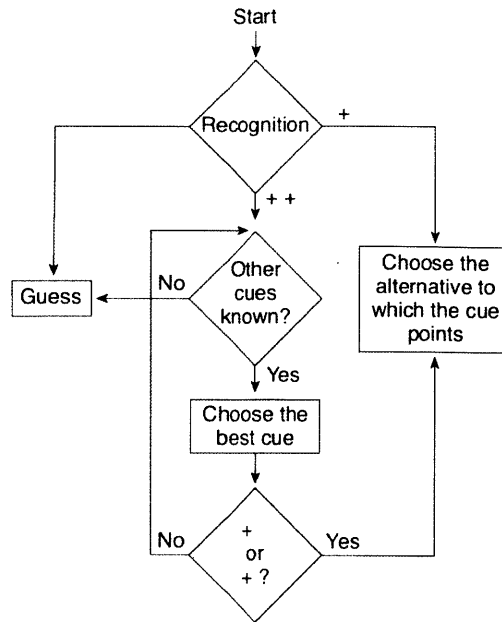 Start
Recognition
+
+ +
Other
cues
known?
No
Guess
Choose the
alternative to
which the cue
points
Yes
Choose the
best cue
+
or
+ ?
No
Yes